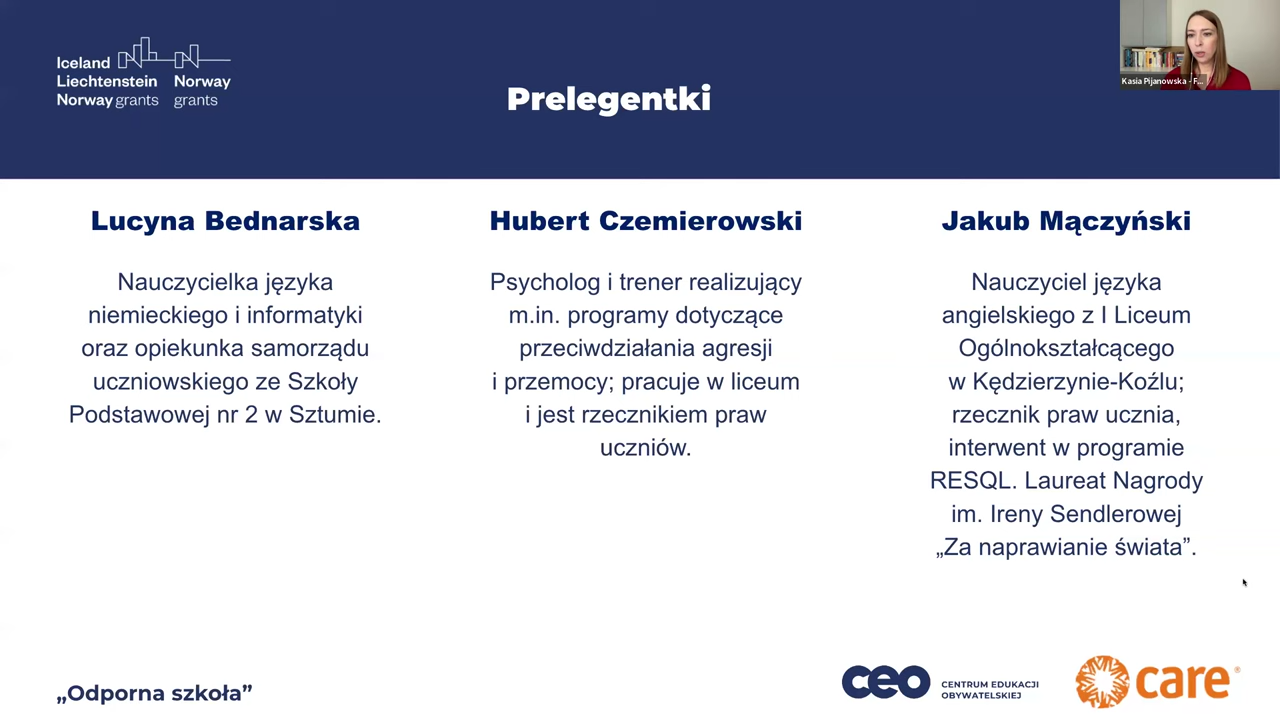 Iceland
Liechtenstein
Norway grants
Norway
grants
Prelegentki
Kasia Pijanowska - F...
Lucyna Bednarska
Nauczycielka języka
niemieckiego i informatyki
oraz opiekunka samorządu
uczniowskiego ze Szkoły
Podstawowej nr 2 w Sztumie.
Hubert Czemierowski
Psycholog i trener realizujący
m.in. programy dotyczące
przeciwdziałania agresji
i przemocy; pracuje w liceum
i jest rzecznikiem praw
uczniów.
Jakub Mączyński
Nauczyciel języka
angielskiego z I Liceum
Ogólnokształcącego
w Kędzierzynie-Koźlu;
rzecznik praw ucznia,
interwent w programie
RESQL. Laureat Nagrody
im. Ireny Sendlerowej
„Za naprawianie świata”.
„Odporna szkoła”
ceo
CENTRUM EDUKACJI
OBYWATELSKIEJ
care®